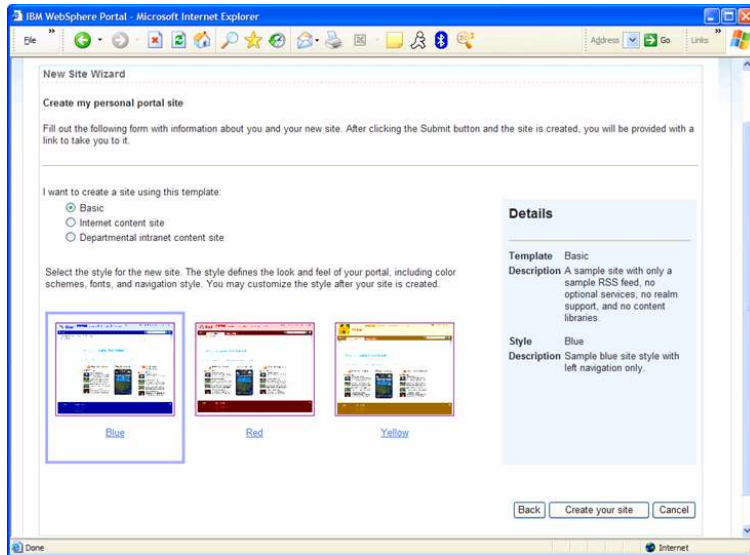 IBM WebSphere Portal - Microsoft Internet Explorer
File
Address
Go
Links
New Site Wizard
Create my personal portal site
Fill out the following form with information about you and your new site. After clicking the Submit button and the site is created, you will be provided with a
link to take you to it.
I want to create a site using this template:
Basic
Internet content site
Departmental intranet content site
Select the style for the new site. The style defines the look and feel of your portal, including color
schemes, fonts, and navigation style. You may customize the style after your site is created.
Blue
Red
Yellow
Details
Template Basic
Description A sample site with only a
sample RSS feed, no
optional services, no realm
support, and no content
libraries.
Style Blue
Description Sample blue site style with
left navigation only.
Back
Create your site
Cancel
Done
Internet